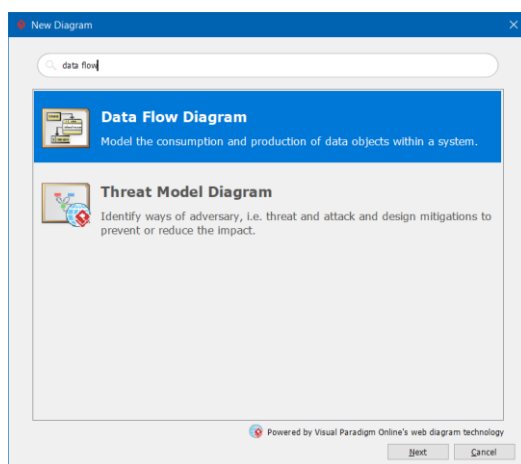 New Diagram
data flow
Data Flow Diagram
Model the consumption and production of data objects within a system.
Threat Model Diagram
Identify ways of adversary, i.e. threat and attack and design mitigations to
prevent or reduce the impact.
Powered by Visual Paradigm Online's web diagram technology
Next Cancel